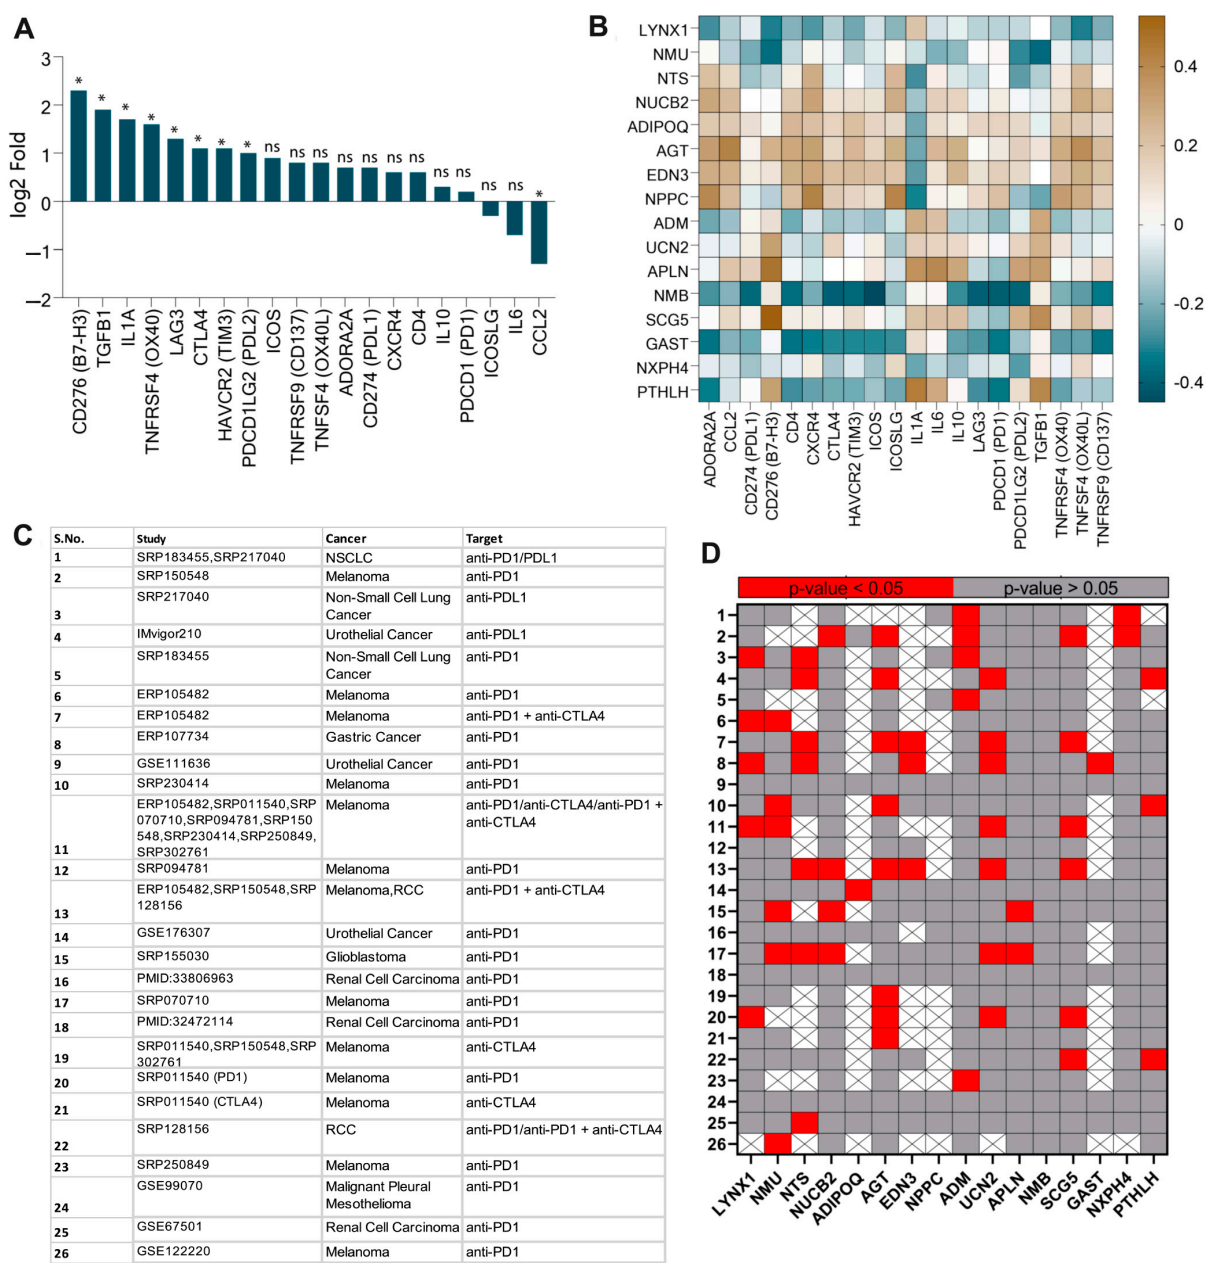 A
log2 Fold
3
2
1
0
−1
−2
*
*
*
*
*
*
*
*
ns
ns
ns
ns
ns
ns
ns
ns
ns
ns
ns
*
CD276 (B7-H3)
TGFB1
IL1A
TNFRSF4 (OX40)
LAG3
CTLA4
HAVCR2 (TIM3)
PDCD1LG2 (PDL2)
ICOS
TNFRSF9 (CD137)
TNFSF4 (OX40L)
ADORA2A
CD274 (PDL1)
CXCR4
CD4
IL10
PDCD1 (PD1)
ICOSLG
IL6
CCL2
B
LYNX1
NMU
NTS
NUCB2
ADIPOQ
AGT
EDN3
NPPC
ADM
UCN2
APLN
NMB
SCG5
GAST
NXPH4
PTHLH
ADORA2A
CCL2
CD274 (PDL1)
CD276 (B7-H3)
CD4
CXCR4
CTLA4
HAVCR2 (TIM3)
ICOS
ICOSLG
IL1A
IL6
IL10
LAG3
PDCD1 (PD1)
PDCD1LG2 (PDL2)
TGFB1
TNFRSF4 (OX40)
TNFSF4 (OX40L)
TNFRSF9 (CD137)
0.4
0.2
0
-0.2
-0.4
C
S.No. Study Cancer Target
1 SRP183455,SRP217040 NSCLC anti-PD1/PDL1
2 SRP150548 Melanoma anti-PD1
SRP217040 Non-Small Cell Lung anti-PDL1
3 Cancer
4 IMvigor210 Urothelial Cancer anti-PDL1
SRP183455 Non-Small Cell Lung anti-PD1
5 Cancer
6 ERP105482 Melanoma anti-PD1
7 ERP105482 Melanoma anti-PD1 + anti-CTLA4
8 ERP107734 Gastric Cancer anti-PD1
9 GSE111636 Urothelial Cancer anti-PD1
10 SRP230414 Melanoma anti-PD1
ERP105482,SRP011540,SRP Melanoma anti-PD1/anti-CTLA4/anti-PD1 +
070710,SRP094781,SRP150 anti-CTLA4
548,SRP230414,SRP250849,
11 SRP302761
12 SRP094781 Melanoma anti-PD1
ERP105482,SRP150548,SRP Melanoma,RCC anti-PD1 + anti-CTLA4
13 128156
14 GSE176307 Urothelial Cancer anti-PD1
15 SRP155030 Glioblastoma anti-PD1
16 PMID:33806963 Renal Cell Carcinoma anti-PD1
17 SRP070710 Melanoma anti-PD1
18 PMID:32472114 Renal Cell Carcinoma anti-PD1
SRP011540,SRP150548,SRP Melanoma anti-CTLA4
19 302761
20 SRP011540 (PD1) Melanoma anti-PD1
21 SRP011540 (CTLA4) Melanoma anti-CTLA4
22 SRP128156 RCC anti-PD1/anti-PD1 + anti-CTLA4
23 SRP250849 Melanoma anti-PD1
GSE99070 Malignant Pleural anti-PD1
24 Mesothelioma
25 GSE67501 Renal Cell Carcinoma anti-PD1
26 GSE122220 Melanoma anti-PD1
D
p-value < 0.05 p-value > 0.05
1
2
3
4
5
6
7
8
9
10
11
12
13
14
15
16
17
18
19
20
21
22
23
24
25
26
LYNX1
NMU
NTS
NUCB2
ADIPOQ
AGT
EDN3
NPPC
ADM
UCN2
APLN
NMB
SCG5
GAST
NXPH4
PTHLH